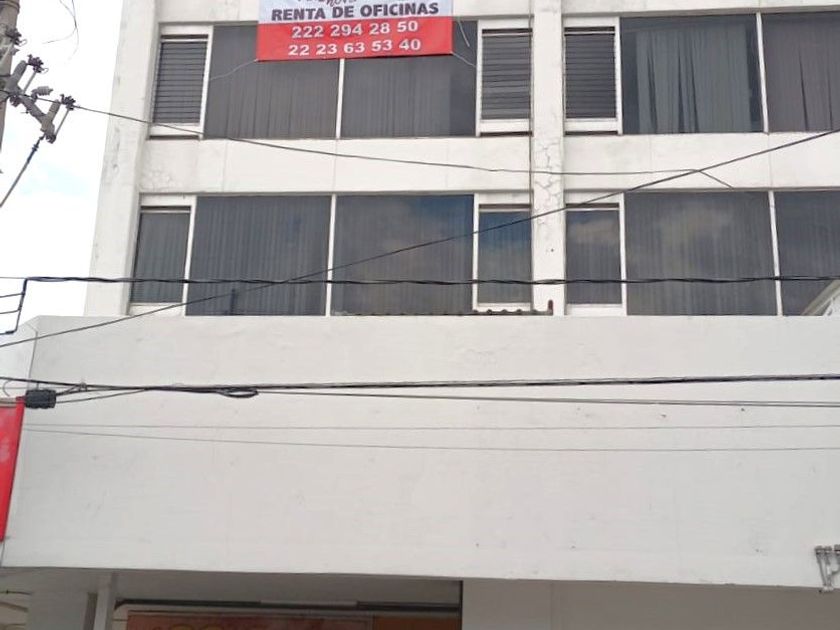 RENTA DE OFICINAS
222 294 28 50
22 23 63 53 40